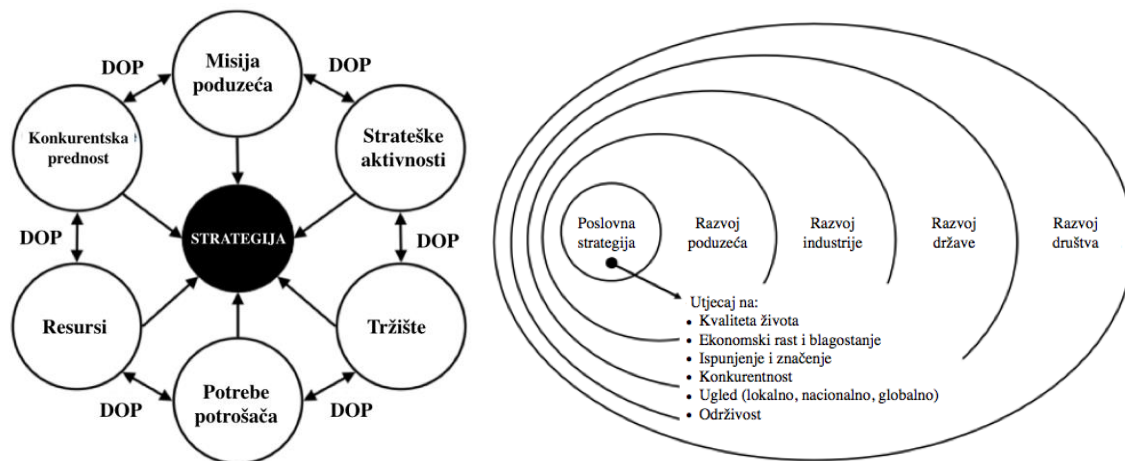 DOP
Misija
poduzeća
DOP
Konkurentska
prednost
Strateške
aktivnosti
DOP
STRATEGIJA
DOP
Resursi
Tržište
DOP
Potrebe
potrošača
DOP
Poslovna
strategija
Razvoj
poduzeća
Razvoj
industrije
Razvoj
države
Razvoj
društva
Utjecaj na:
• Kvaliteta života
• Ekonomski rast i blagostanje
• Ispunjenje i značenje
• Konkurentnost
• Ugled (lokalno, nacionalno, globalno)
• Održivost